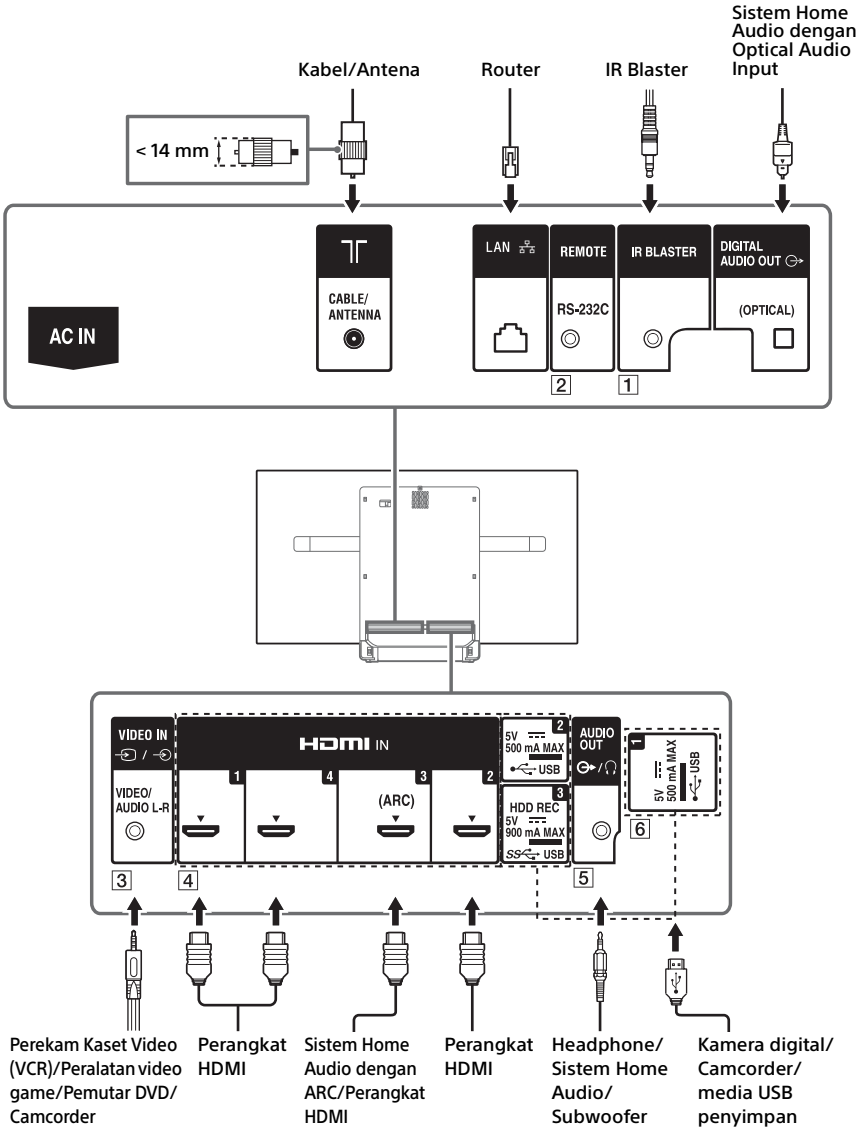 Sistem Home
Audio dengan
Optical Audio
Input
Kabel/Antena
Router
IR Blaster
< 14 mm
AC IN
CABLE/
ANTENNA
LAN
REMOTE
RS-232C
2
IR BLASTER
1
DIGITAL
AUDIO OUT
(OPTICAL)
VIDEO IN
/
VIDEO/
AUDIO L-R
3
HDMI IN
1
4
3
(ARC)
2
4
2
5V
500 mA MAX
USB
3
HDD REC
5V
900 mA MAX
SS USB
AUDIO
OUT
/
5
1
5V
500 mA MAX
USB
6
Perekam Kaset Video
(VCR)/Peralatan video
game/Pemutar DVD/
Camcorder
Perangkat
HDMI
Sistem Home
Audio dengan
ARC/Perangkat
HDMI
Perangkat
HDMI
Headphone/
Sistem Home
Audio/
Subwoofer
Kamera digital/
Camcorder/
media USB
penyimpan